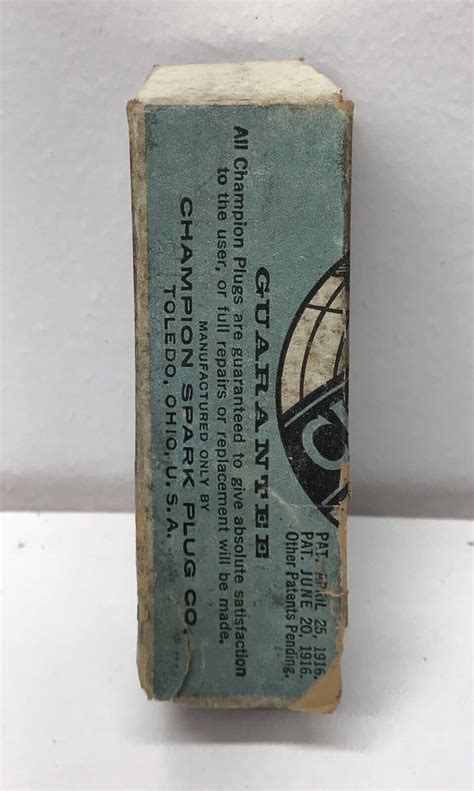 PAT. APRIL 25, 1916.
PAT. JUNE 20, 1916.
Other Patents Pending.
GUARANTEE
All Champion Plugs are guaranteed to give absolute satisfaction
to the user, or full repairs or replacement will be made.
MANUFACTURED ONLY BY
CHAMPION SPARK PLUG CO.
TOLEDO, OHIO, U.S.A.